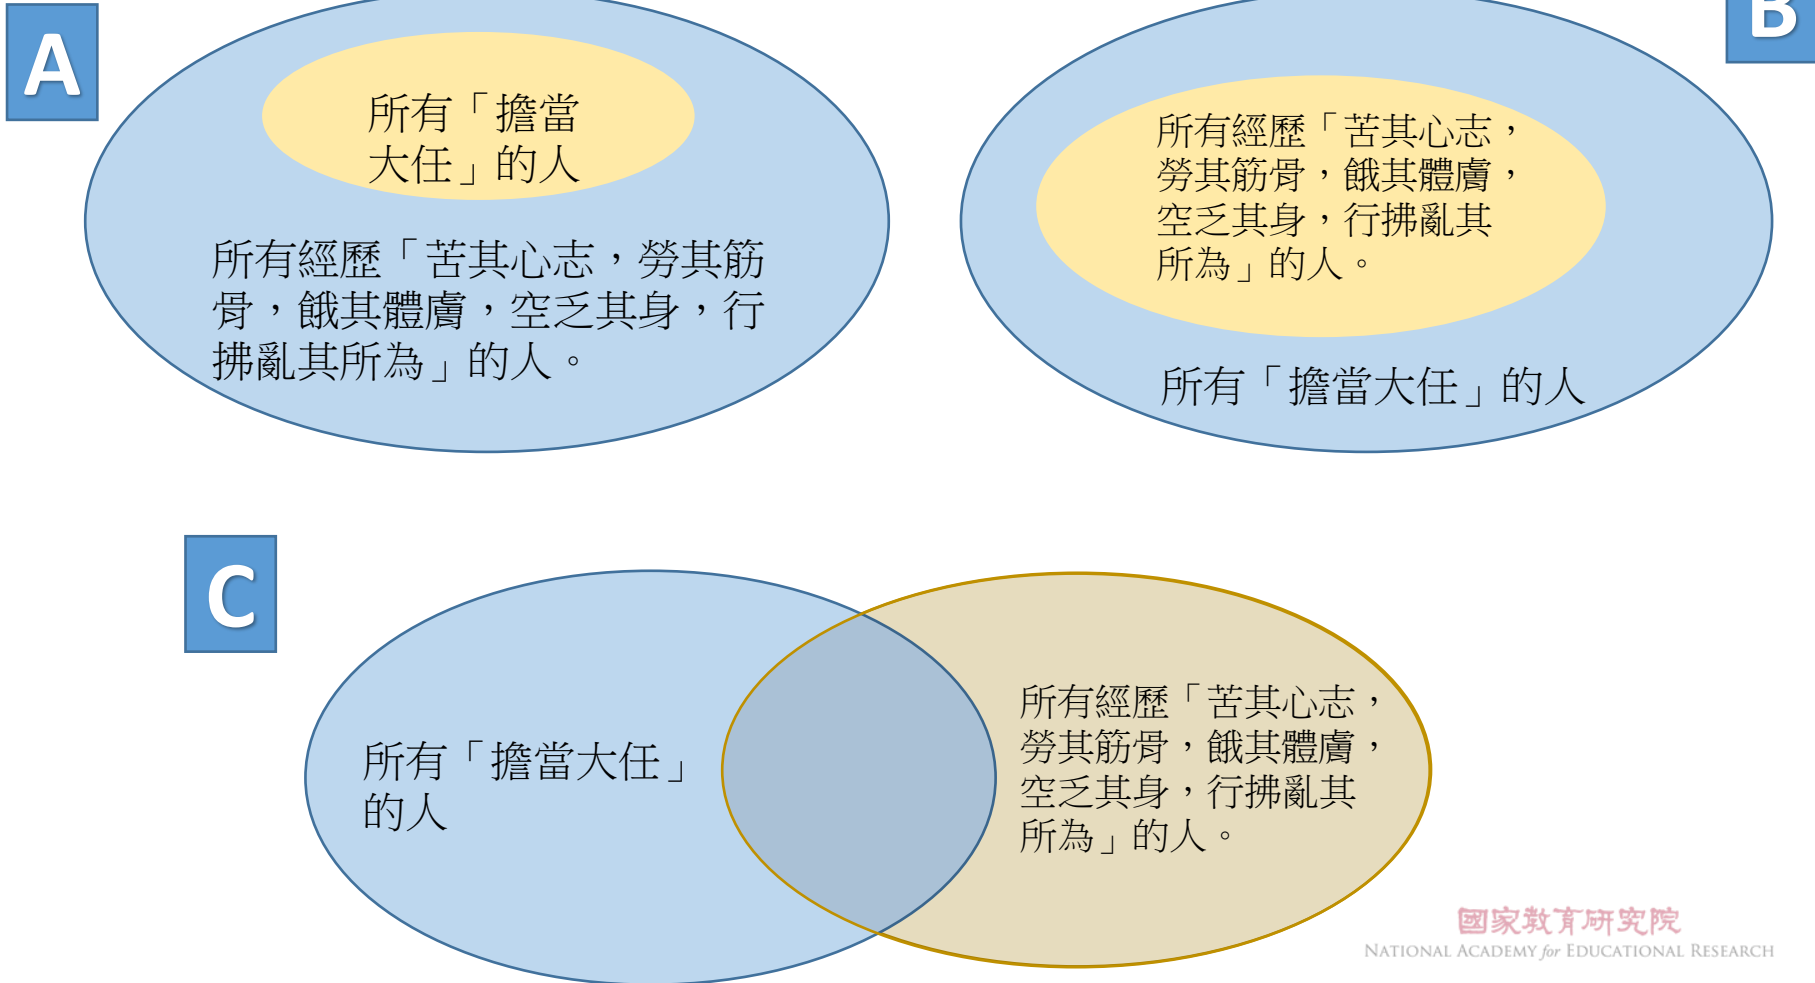 A
所有「擔當
大任」的人
所有經歷「苦其心志，勞其筋
骨，餓其體膚，空乏其身，行
拂亂其所為」的人。
B
所有經歷「苦其心志，
勞其筋骨，餓其體膚，
空乏其身，行拂亂其
所為」的人。
所有「擔當大任」的人
C
所有「擔當大任」
的人
所有經歷「苦其心志，
勞其筋骨，餓其體膚，
空乏其身，行拂亂其
所為」的人。
國家教育研究院
NATIONAL ACADEMY for EDUCATIONAL RESEARCH